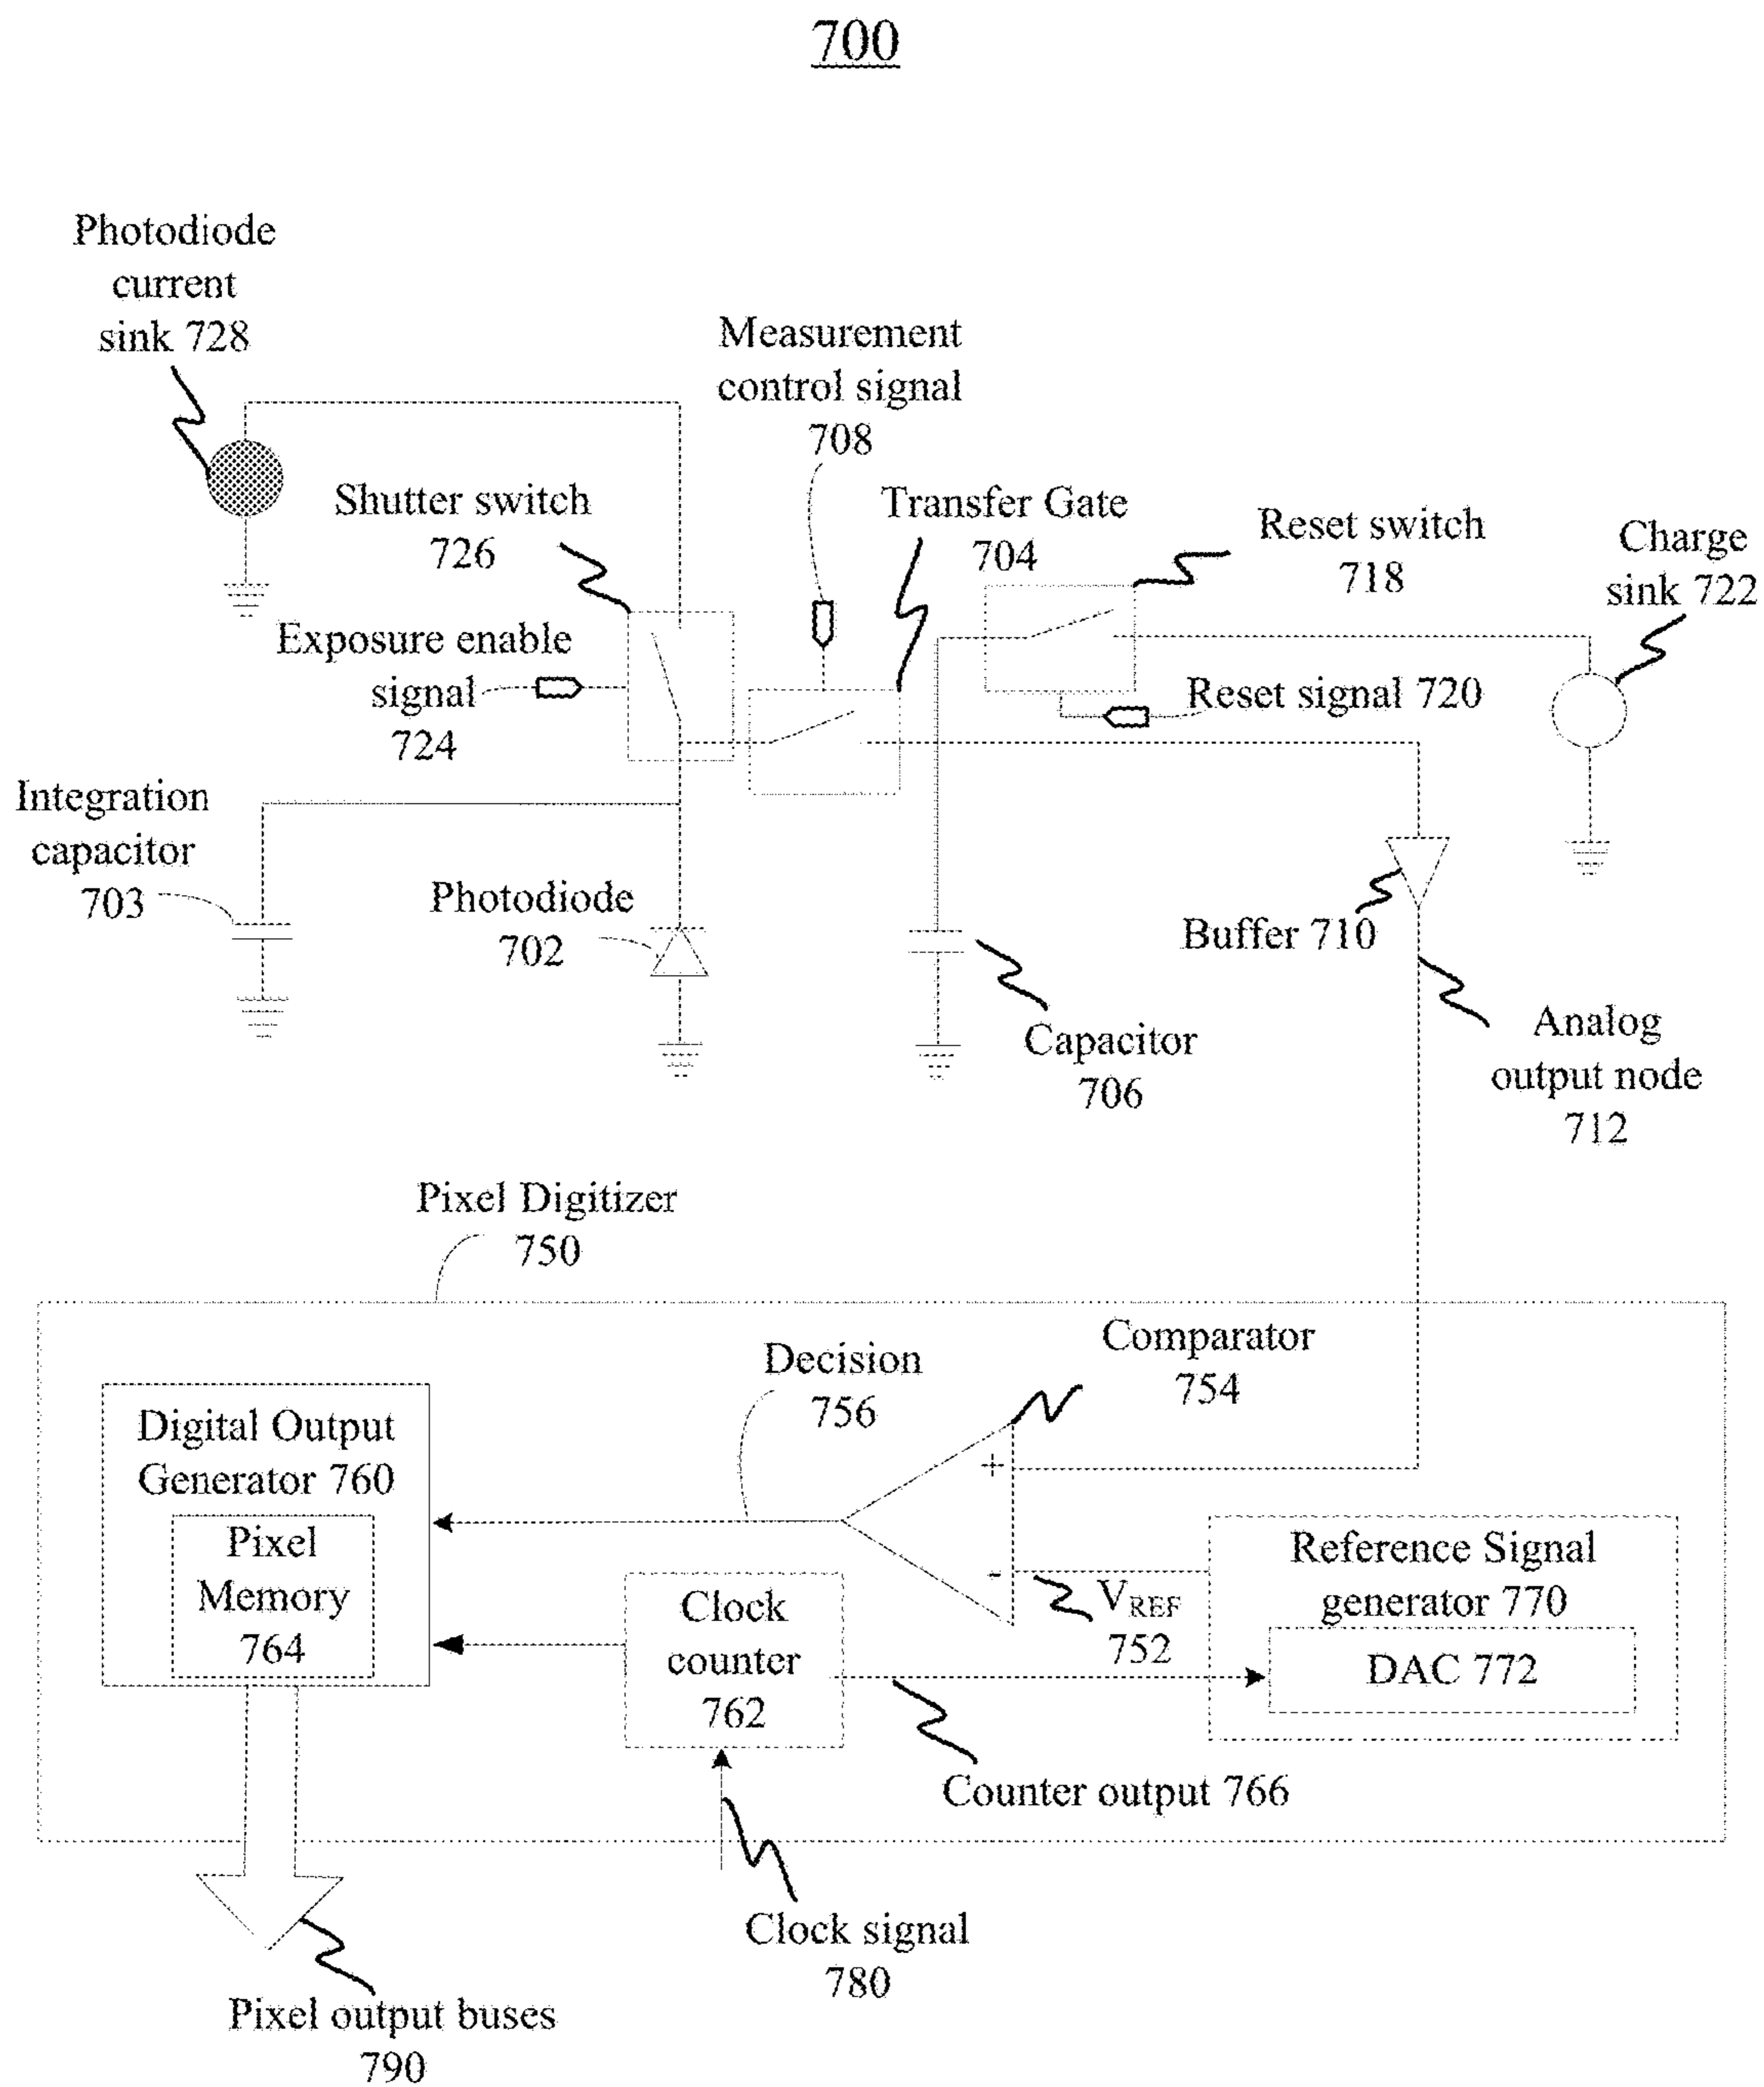 700
Photodiode
current
sink 728
Measurement
control signal
708
Shutter switch
726
Transfer Gate
704
Reset switch
718
Charge
sink 722
Exposure enable
signal
724
Reset signal 720
Integration
capacitor
703
Photodiode
702
Buffer 710
Capacitor
706
Analog
output node
712
Pixel Digitizer
750
Decision
756
Comparator
754
Digital Output
Generator 760
Pixel
Memory
764
+
-
VREF
752
Reference Signal
generator 770
DAC 772
Clock
counter
762
Counter output 766
Clock signal
780
Pixel output buses
790